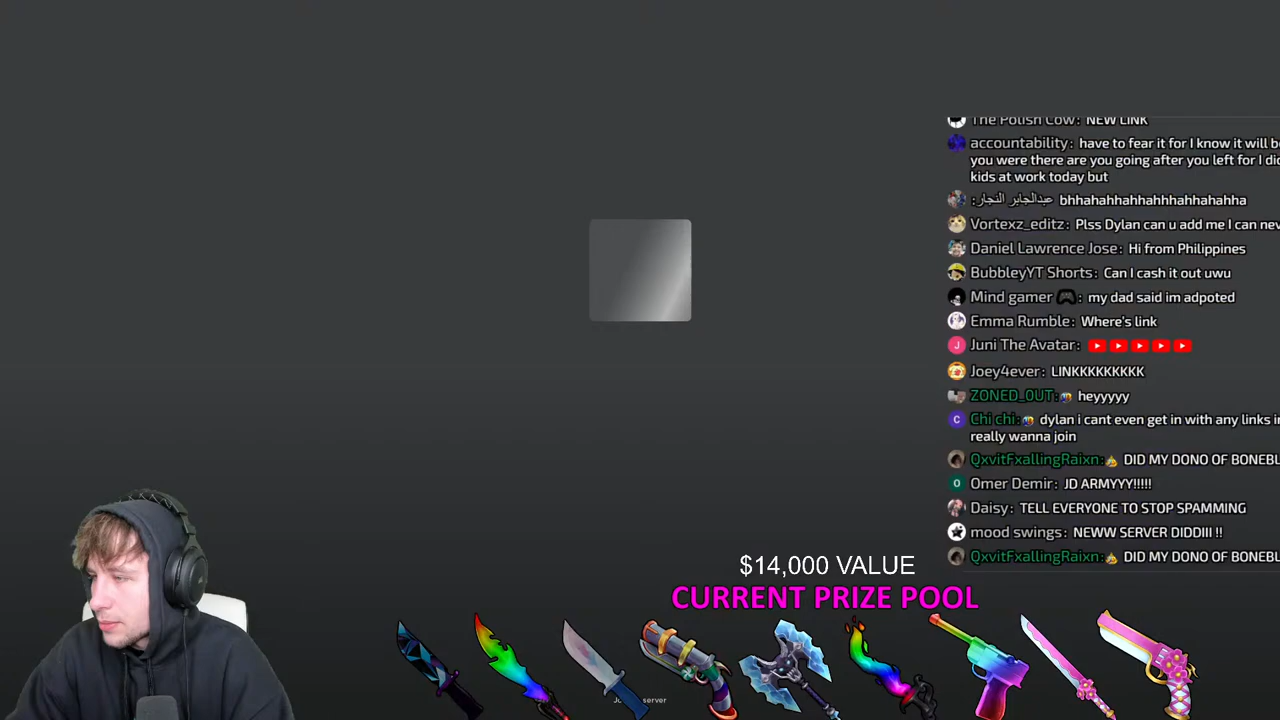 The Polish Cow: NEW LINK
accountability: have to fear it for I know it will be
you were there are you going after you left for I did
kids at work today but
عبدالجابر النجار: bhhahahhahhahhhahhahahha
Vortexz_editz: Plss Dylan can u add me I can nev
Daniel Lawrence Jose: Hi from Philippines
BubbleyYT Shorts: Can I cash it out uwu
Mind gamer 🎮: my dad said im adpoted
Emma Rumble: Where's link
J Juni The Avatar:
Joey4ever: LINKKKKKKKKK
ZONED_OUT: heyyyyy
C Chi chi: dylan i cant even get in with any links in
really wanna join
QxvitFxallingRaixn: DID MY DONO OF BONEBL
O Omer Demir: JD ARMYYY!!!!!
Daisy: TELL EVERYONE TO STOP SPAMMING
mood swings: NEWW SERVER DIDDIII !!
QxvitFxallingRaixn: DID MY DONO OF BONEBL
$14,000 VALUE
CURRENT PRIZE POOL
server